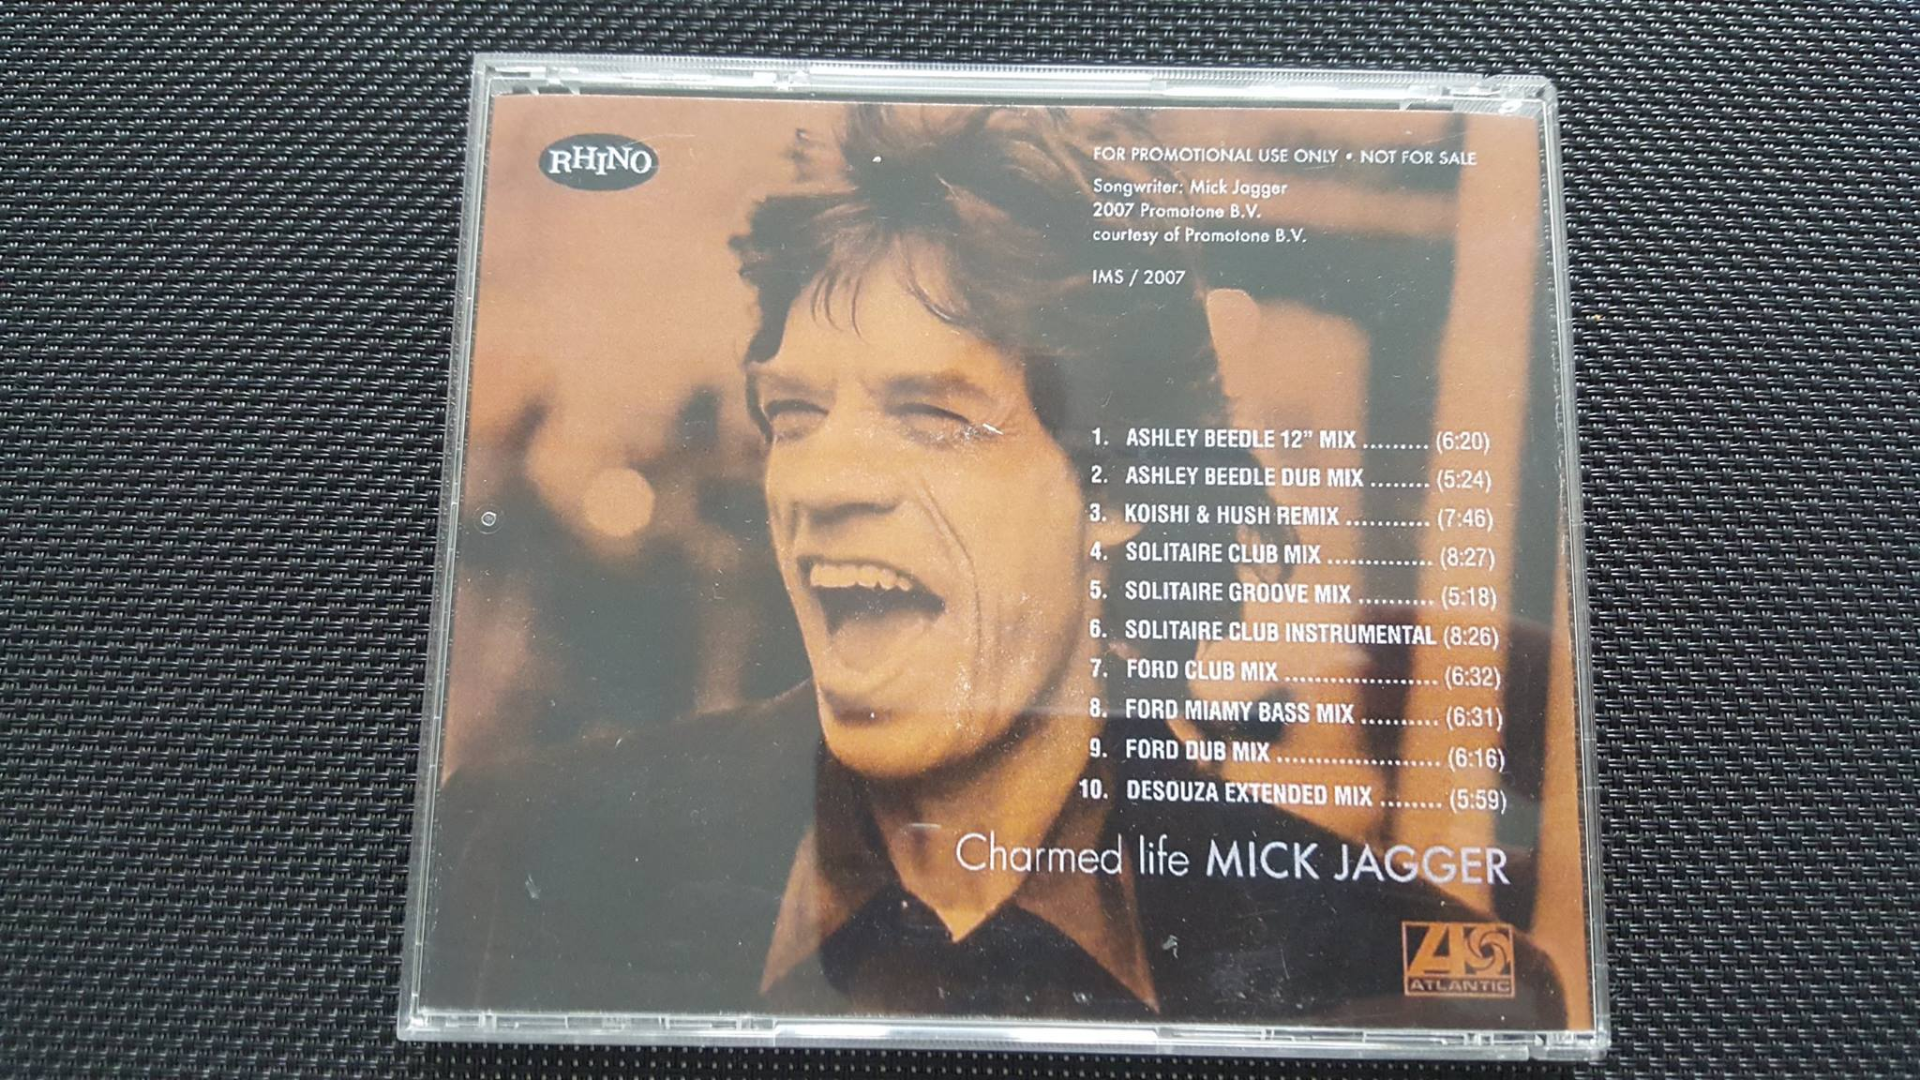 RHINO
FOR PROMOTIONAL USE ONLY • NOT FOR SALE
Songwriter: Mick Jagger
2007 Promotone B.V.
courtesy of Promotone B.V.
IMS / 2007
1. ASHLEY BEEDLE 12” MIX ......... (6:20)
2. ASHLEY BEEDLE DUB MIX ........ (5:24)
3. KOISHI & HUSH REMIX ........... (7:46)
4. SOLITAIRE CLUB MIX .............. (8:27)
5. SOLITAIRE GROOVE MIX .......... (5:18)
6. SOLITAIRE CLUB INSTRUMENTAL (8:26)
7. FORD CLUB MIX .................... (6:32)
8. FORD MIAMY BASS MIX .......... (6:31)
9. FORD DUB MIX ..................... (6:16)
10. DESOUZA EXTENDED MIX ........ (5:59)
Charmed life MICK JAGGER
ATLANTIC